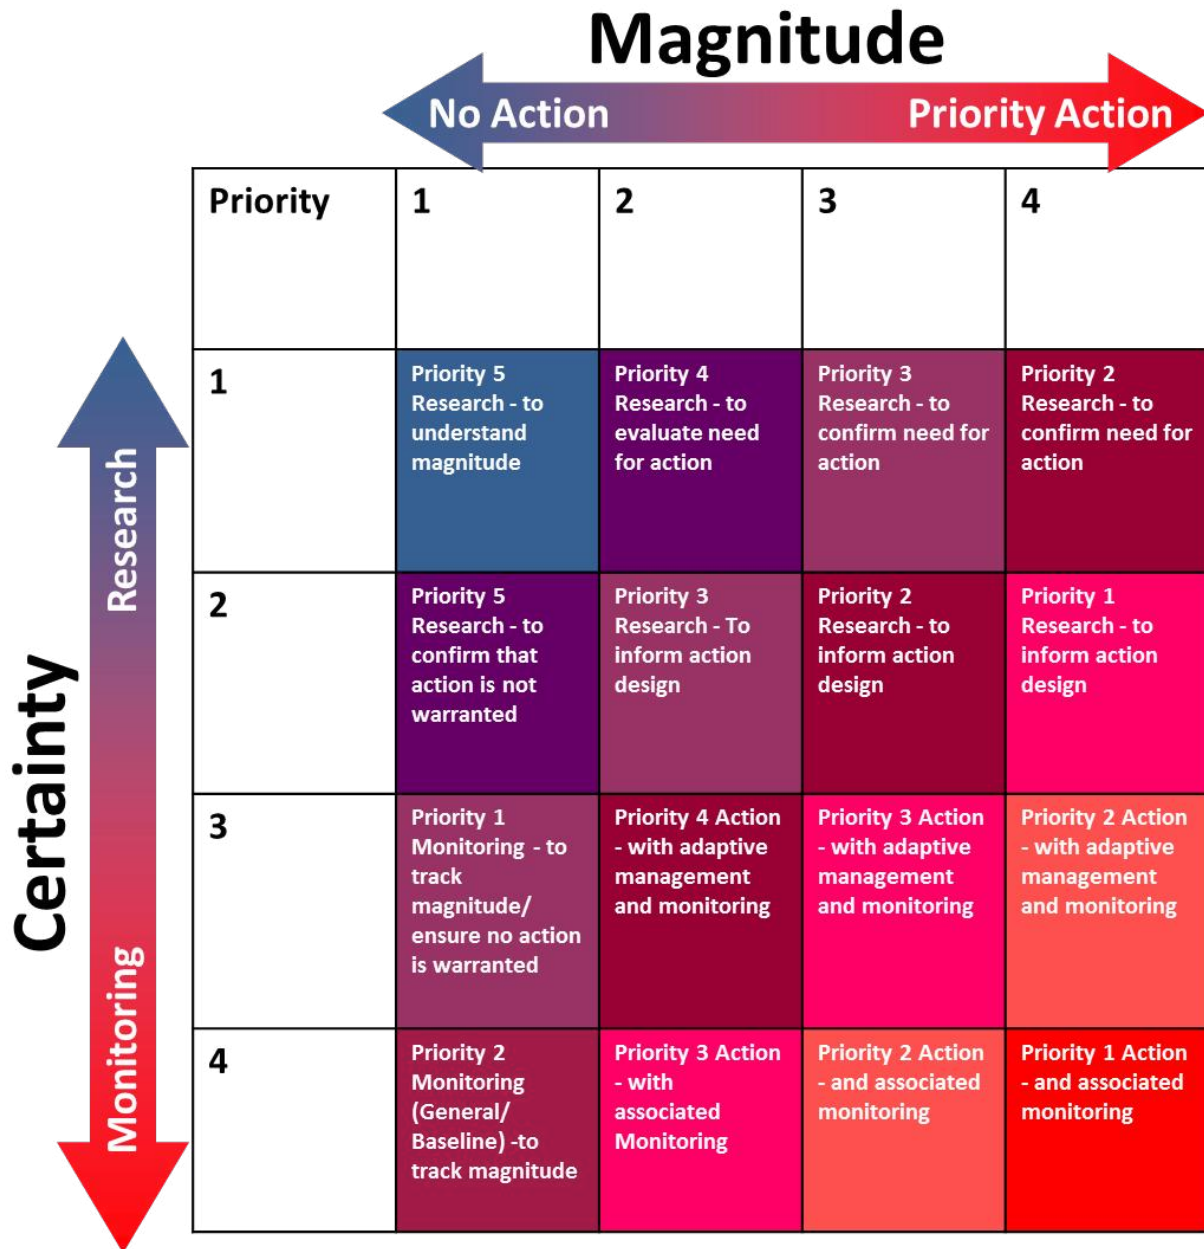 Magnitude
No Action
Priority Action
Priority
1
2
3
4
Certainty
Research
Monitoring
1
Priority 5
Research - to
understand
magnitude
Priority 4
Research - to
evaluate need
for action
Priority 3
Research - to
confirm need for
action
Priority 2
Research - to
confirm need for
action
2
Priority 5
Research - to
confirm that
action is not
warranted
Priority 3
Research - To
inform action
design
Priority 2
Research - to
inform action
design
Priority 1
Research - to
inform action
design
3
Priority 1
Monitoring - to
track
magnitude/
ensure no action
is warranted
Priority 4 Action
- with adaptive
management
and monitoring
Priority 3 Action
- with adaptive
management
and monitoring
Priority 2 Action
- with adaptive
management
and monitoring
4
Priority 2
Monitoring
(General/
Baseline) -to
track magnitude
Priority 3 Action
- with
associated
Monitoring
Priority 2 Action
- and associated
monitoring
Priority 1 Action
- and associated
monitoring